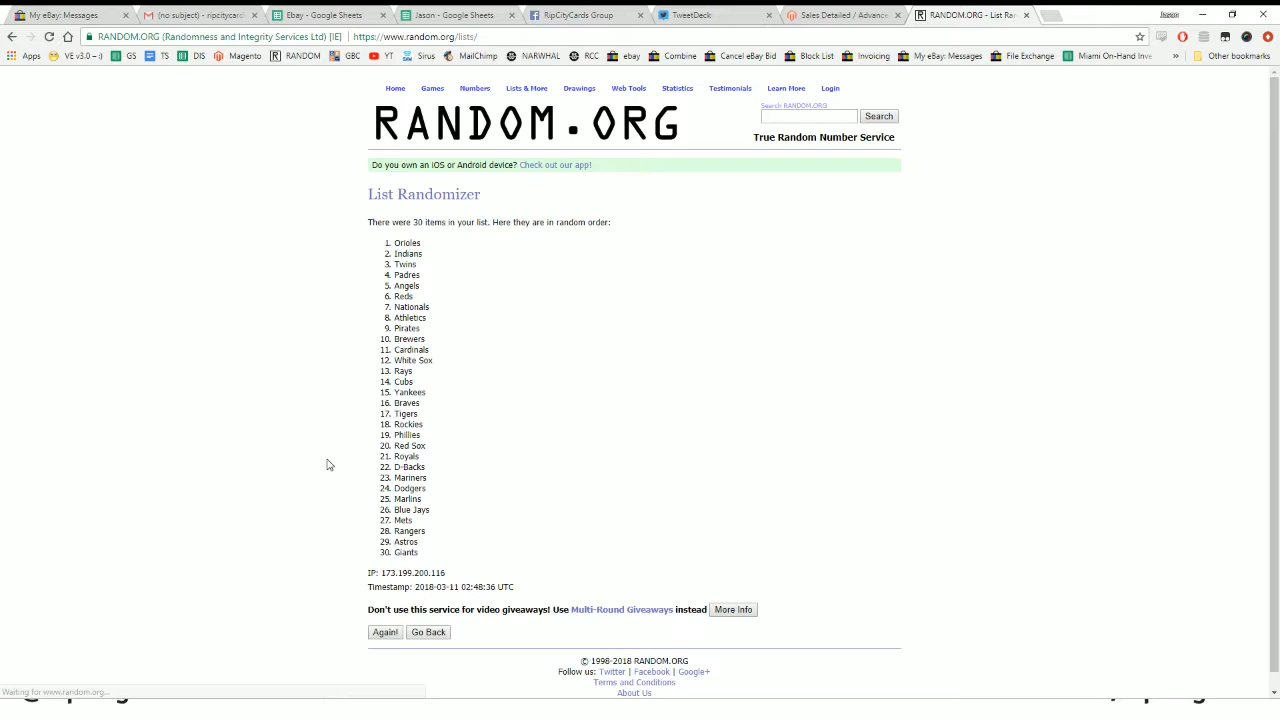 My eBay: Messages
(no subject) - ripcitycard
Ebay - Google Sheets
Jason - Google Sheets
RipCityCards Group
TweetDeck
Sales Detailed / Advance
RANDOM.ORG - List Ra
RANDOM.ORG (Randomness and Integrity Services Ltd) [IE] https://www.random.org/lists/
Apps VE v3.0 -- :) GS TS DIS Magento RANDOM GBC YT Sirus MailChimp NARWHAL RCC ebay Combine Cancel eBay Bid Block List Invoicing My eBay: Messages File Exchange Miami On-Hand Inve » Other bookmarks
Home Games Numbers Lists & More Drawings Web Tools Statistics Testimonials Learn More Login
RANDOM.ORG
Search RANDOM.ORG
Search
True Random Number Service
Do you own an iOS or Android device? Check out our app!
List Randomizer
There were 30 items in your list. Here they are in random order:
1. Orioles
2. Indians
3. Twins
4. Padres
5. Angels
6. Reds
7. Nationals
8. Athletics
9. Pirates
10. Brewers
11. Cardinals
12. White Sox
13. Rays
14. Cubs
15. Yankees
16. Braves
17. Tigers
18. Rockies
19. Phillies
20. Red Sox
21. Royals
22. D-Backs
23. Mariners
24. Dodgers
25. Marlins
26. Blue Jays
27. Mets
28. Rangers
29. Astros
30. Giants
IP: 173.199.200.116
Timestamp: 2018-03-11 02:48:36 UTC
Don't use this service for video giveaways! Use Multi-Round Giveaways instead More Info
Again! Go Back
© 1998-2018 RANDOM.ORG
Follow us: Twitter | Facebook | Google+
Terms and Conditions
About Us
Waiting for www.random.org...